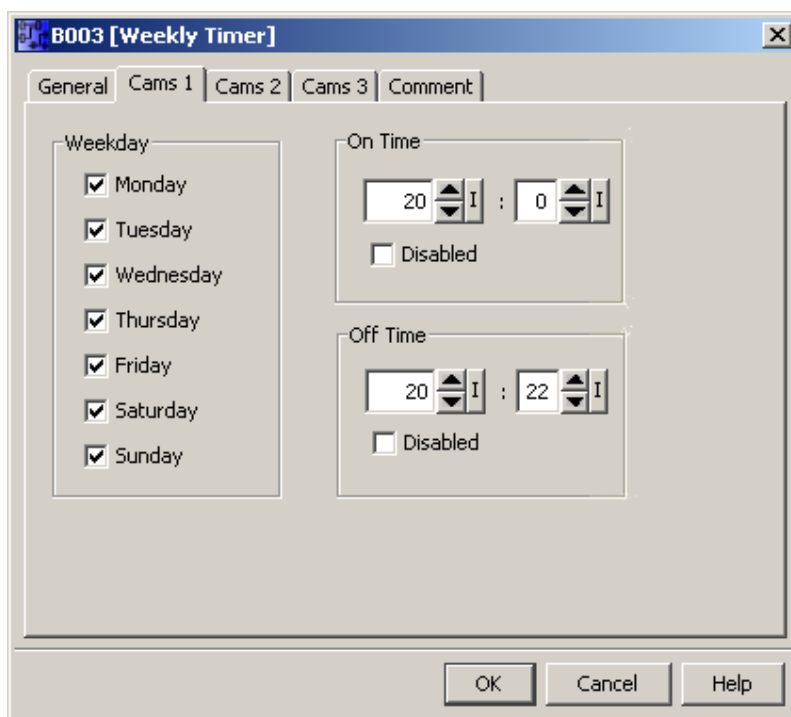 B003 [Weekly Timer]
General Cams 1 Cams 2 Cams 3 Comment
Weekday
Monday
Tuesday
Wednesday
Thursday
Friday
Saturday
Sunday
On Time
20 I : 0 I
Disabled
Off Time
20 I : 22 I
Disabled
OK Cancel Help